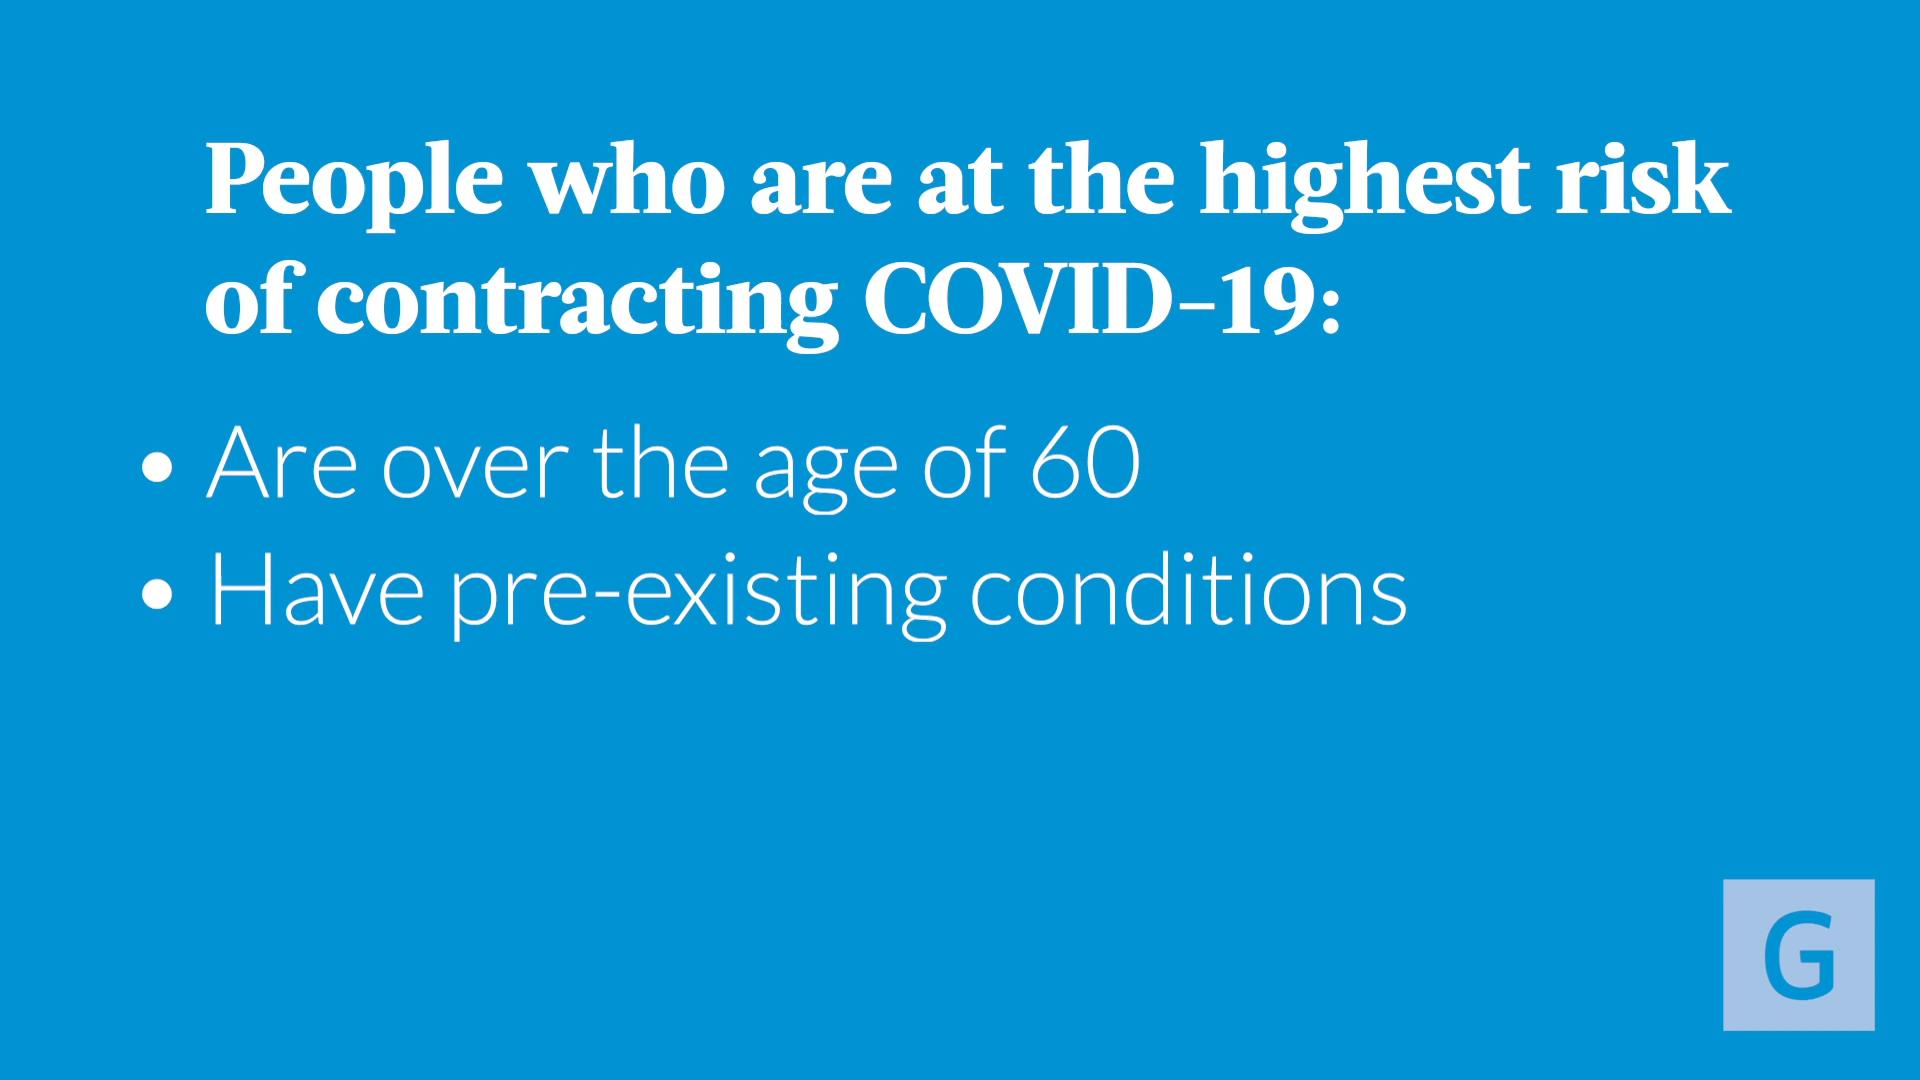 People who are at the highest risk
of contracting COVID-19:
• Are over the age of 60
• Have pre-existing conditions
G